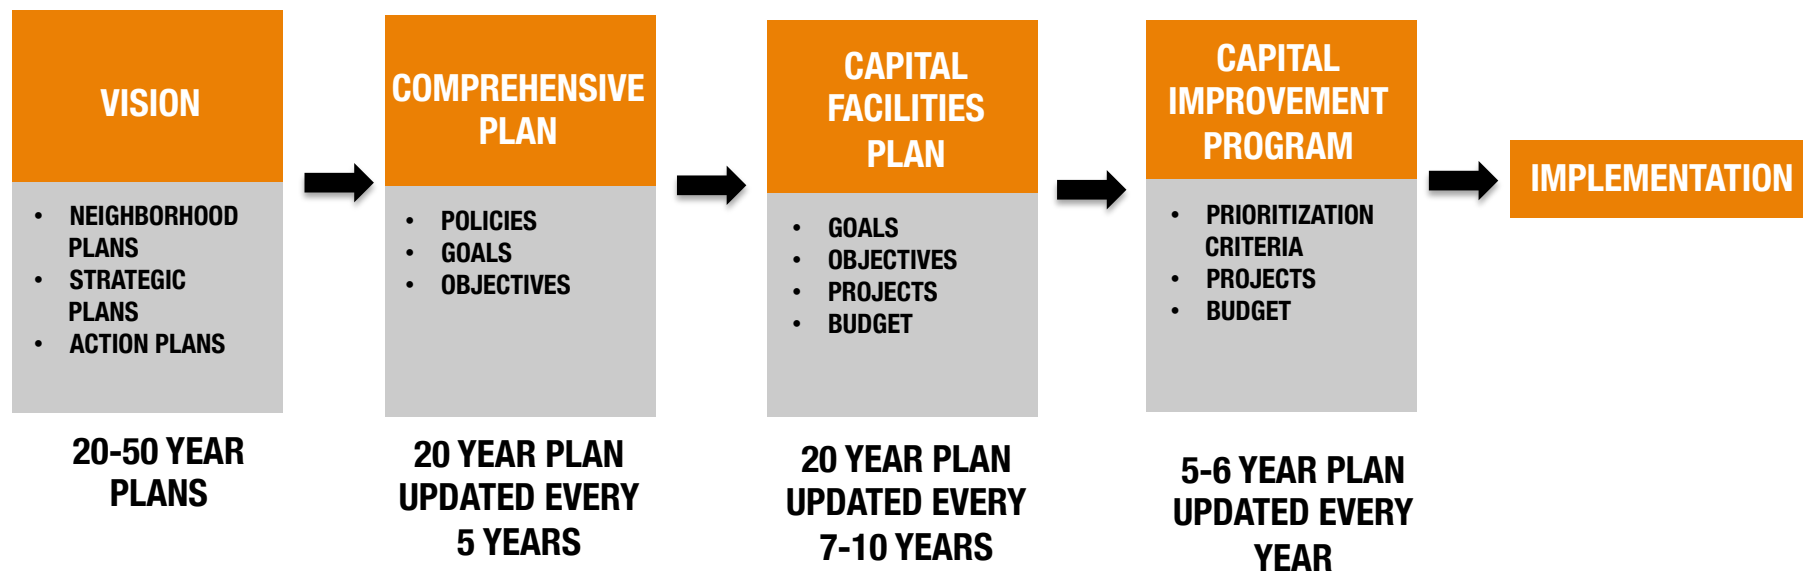 VISION
• NEIGHBORHOOD
PLANS
• STRATEGIC
PLANS
• ACTION PLANS
20-50 YEAR
PLANS
COMPREHENSIVE
PLAN
• POLICIES
• GOALS
• OBJECTIVES
20 YEAR PLAN
UPDATED EVERY
5 YEARS
CAPITAL
FACILITIES
PLAN
• GOALS
• OBJECTIVES
• PROJECTS
• BUDGET
20 YEAR PLAN
UPDATED EVERY
7-10 YEARS
CAPITAL
IMPROVEMENT
PROGRAM
• PRIORITIZATION
CRITERIA
• PROJECTS
• BUDGET
5-6 YEAR PLAN
UPDATED EVERY
YEAR
IMPLEMENTATION